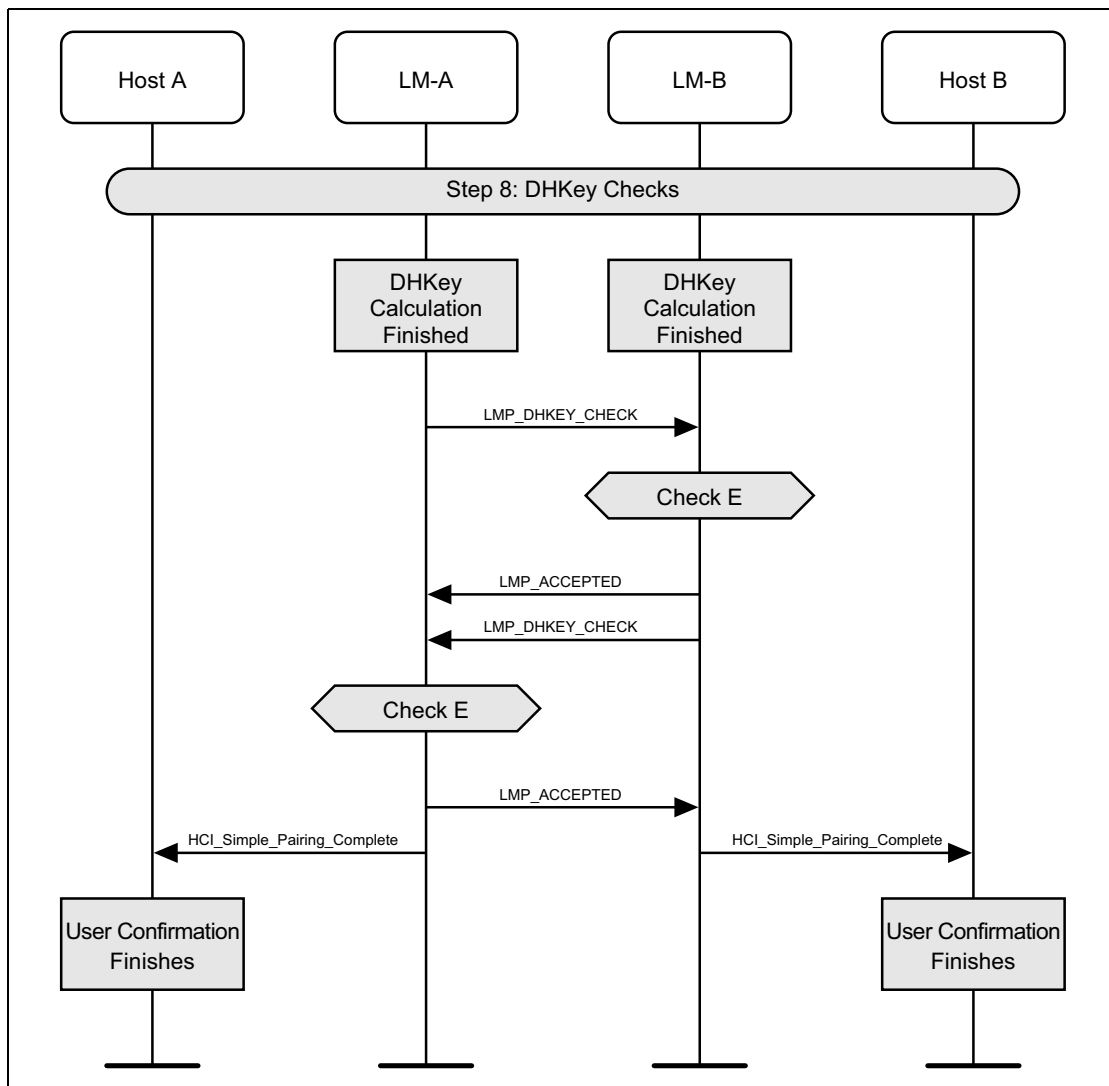 Host A
LM-A
LM-B
Host B
Step 8: DHKey Checks
DHKey
Calculation
Finished
DHKey
Calculation
Finished
LMP_DHKEY_CHECK
Check E
LMP_ACCEPTED
LMP_DHKEY_CHECK
Check E
LMP_ACCEPTED
HCI_Simple_Pairing_Complete
HCI_Simple_Pairing_Complete
User Confirmation
Finishes
User Confirmation
Finishes